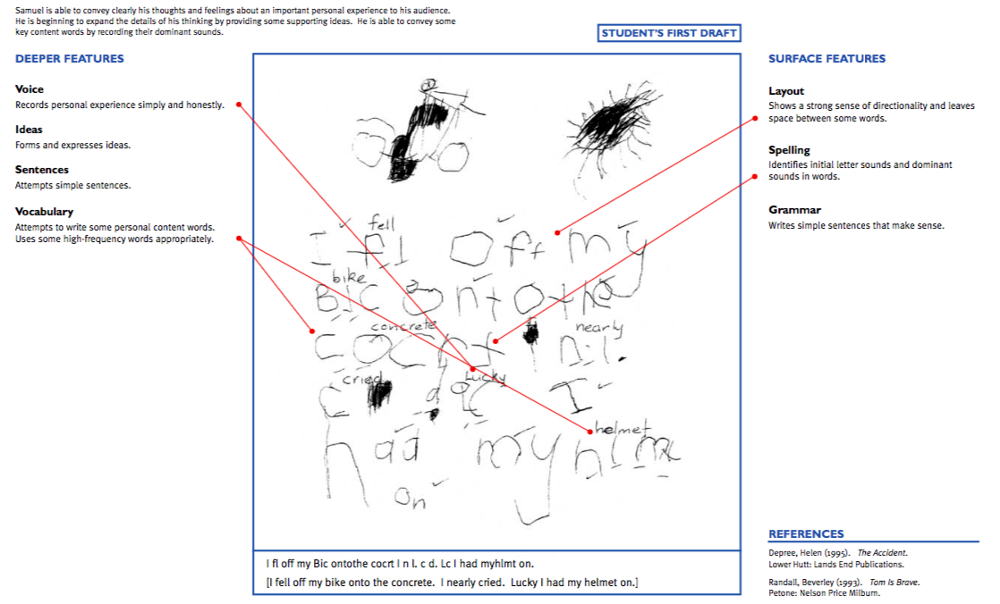 Samuel is able to convey clearly his thoughts and feelings about an important personal experience to his audience.
He is beginning to expand the details of his thinking by providing some supporting ideas.  He is able to convey some
key content words by recording their dominant sounds.
STUDENT'S FIRST DRAFT
DEEPER FEATURES
Voice
Records personal experience simply and honestly.
Ideas
Forms and expresses ideas.
Sentences
Attempts simple sentences.
Vocabulary
Attempts to write some personal content words.
Uses some high-frequency words appropriately.
fell
I fl off my
bike
Bic ontothe
concrete nearly
cocrt I n l.
cried Lucky
c d Lc I
helmet
had myhlmt
on
I fl off my Bic ontothe cocrt I n l. c d. Lc I had myhlmt on.
[I fell off my bike onto the concrete.  I nearly cried.  Lucky I had my helmet on.]
SURFACE FEATURES
Layout
Shows a strong sense of directionality and leaves
space between some words.
Spelling
Identifies initial letter sounds and dominant
sounds in words.
Grammar
Writes simple sentences that make sense.
REFERENCES
Depree, Helen (1995).  The Accident.
Lower Hutt: Lands End Publications.
Randall, Beverley (1993).  Tom Is Brave.
Petone: Nelson Price Milburn.